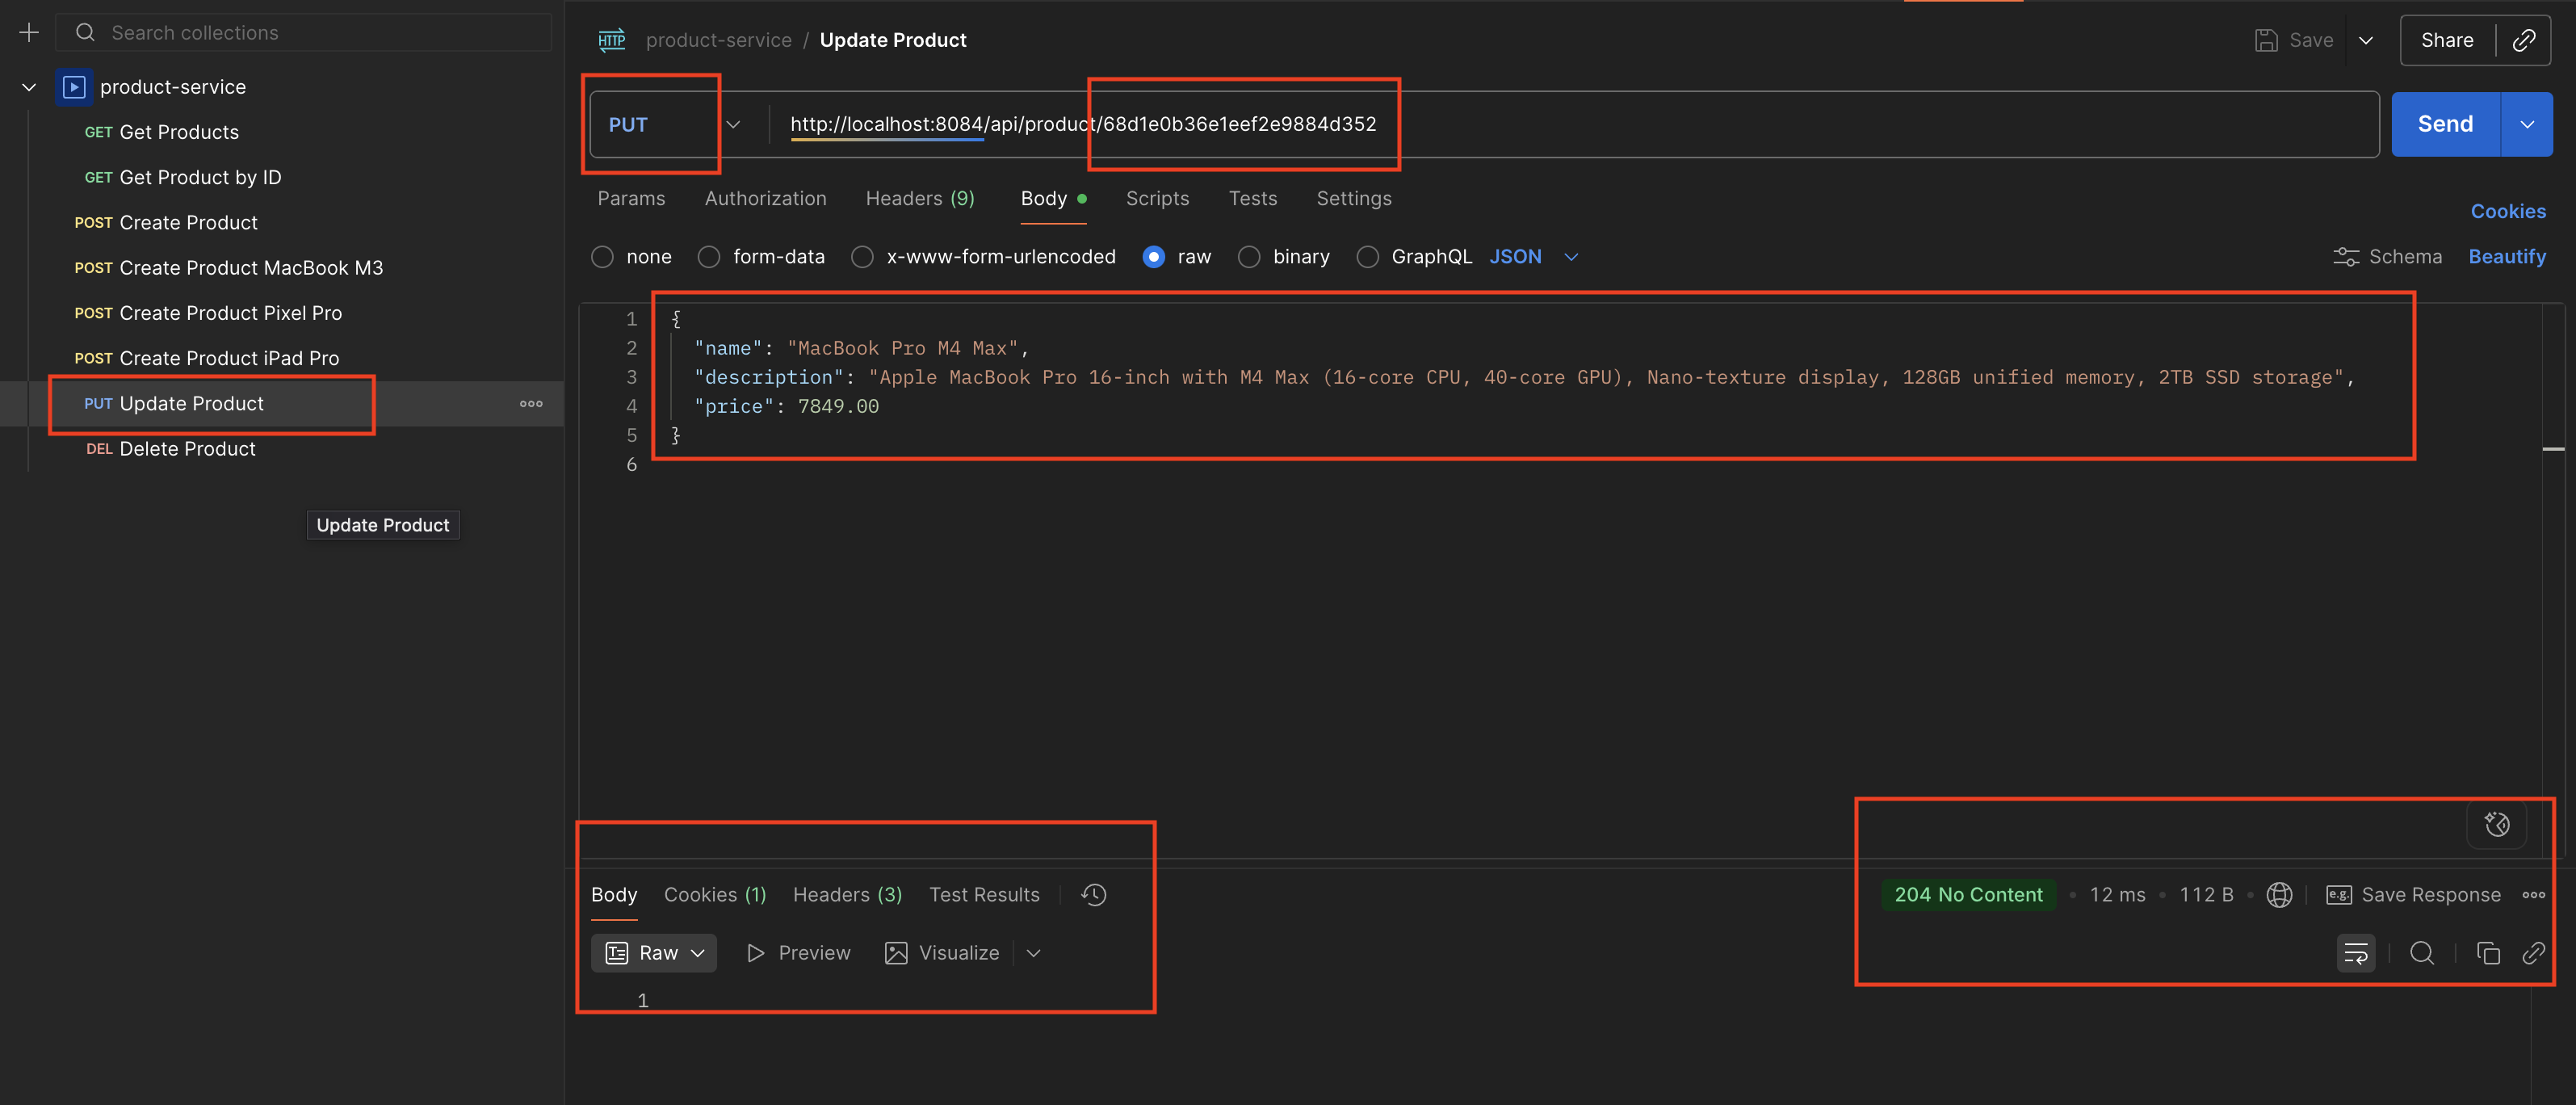 Search collections
product-service
GET Get Products
GET Get Product by ID
POST Create Product
POST Create Product MacBook M3
POST Create Product Pixel Pro
POST Create Product iPad Pro
PUT Update Product
DEL Delete Product
Update Product
HTTP product-service / Update Product
Save
Share
PUT
http://localhost:8084/api/product/68d1e0b36e1eef2e9884d352
Send
Params Authorization Headers (9) Body Scripts Tests Settings
Cookies
none form-data x-www-form-urlencoded raw binary GraphQL JSON
Schema Beautify
1 {
2 "name": "MacBook Pro M4 Max",
3 "description": "Apple MacBook Pro 16-inch with M4 Max (16-core CPU, 40-core GPU), Nano-texture display, 128GB unified memory, 2TB SSD storage",
4 "price": 7849.00
5 }
6
Body Cookies (1) Headers (3) Test Results
204 No Content • 12 ms • 112 B • e.g. Save Response
Raw Preview Visualize
1